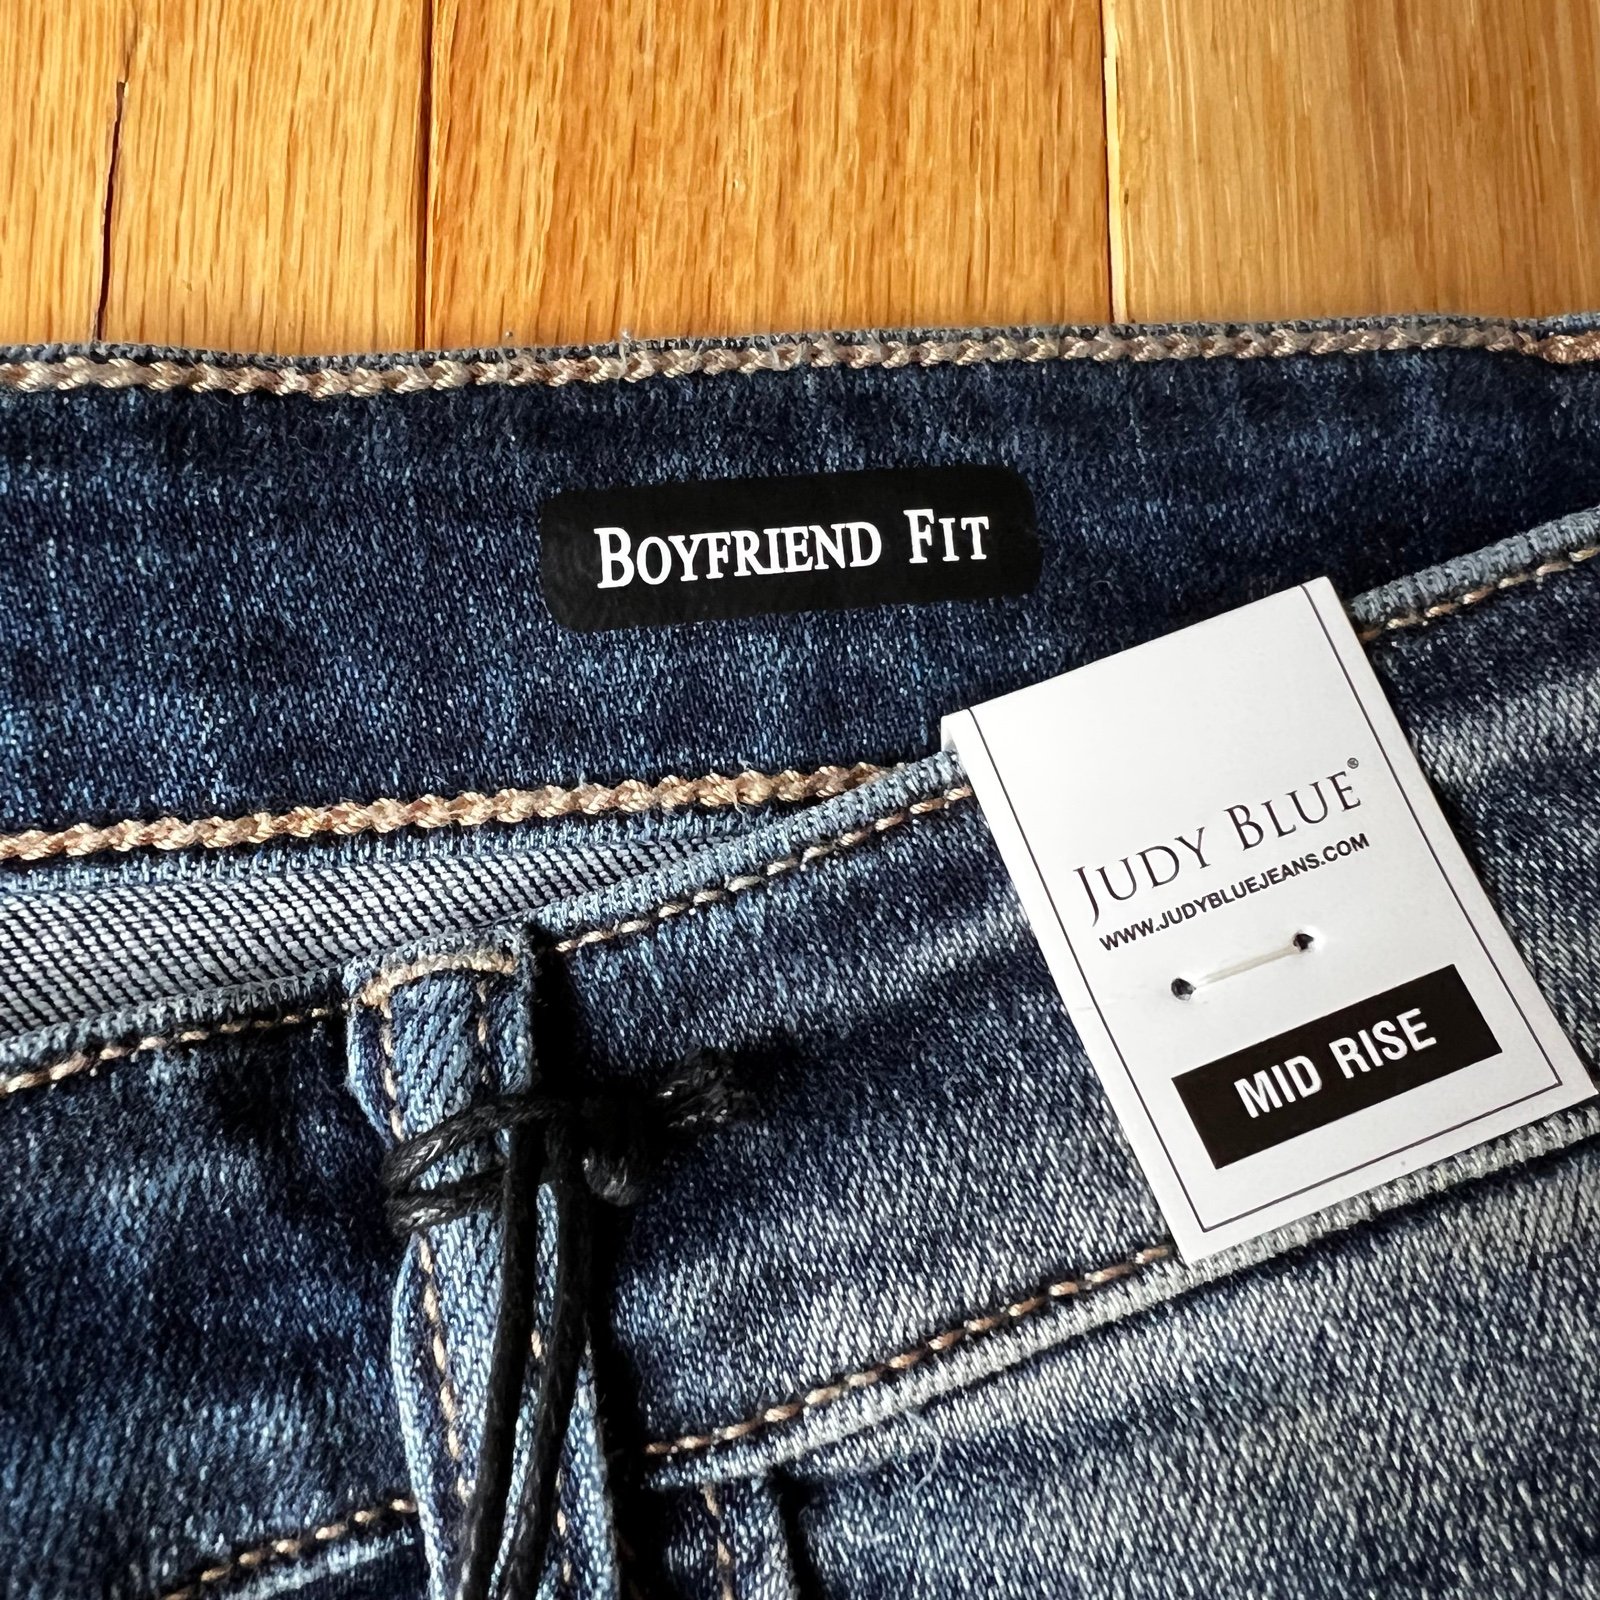 BOYFRIEND FIT
JUDY BLUE®
WWW.JUDYBLUEJEANS.COM
MID RISE